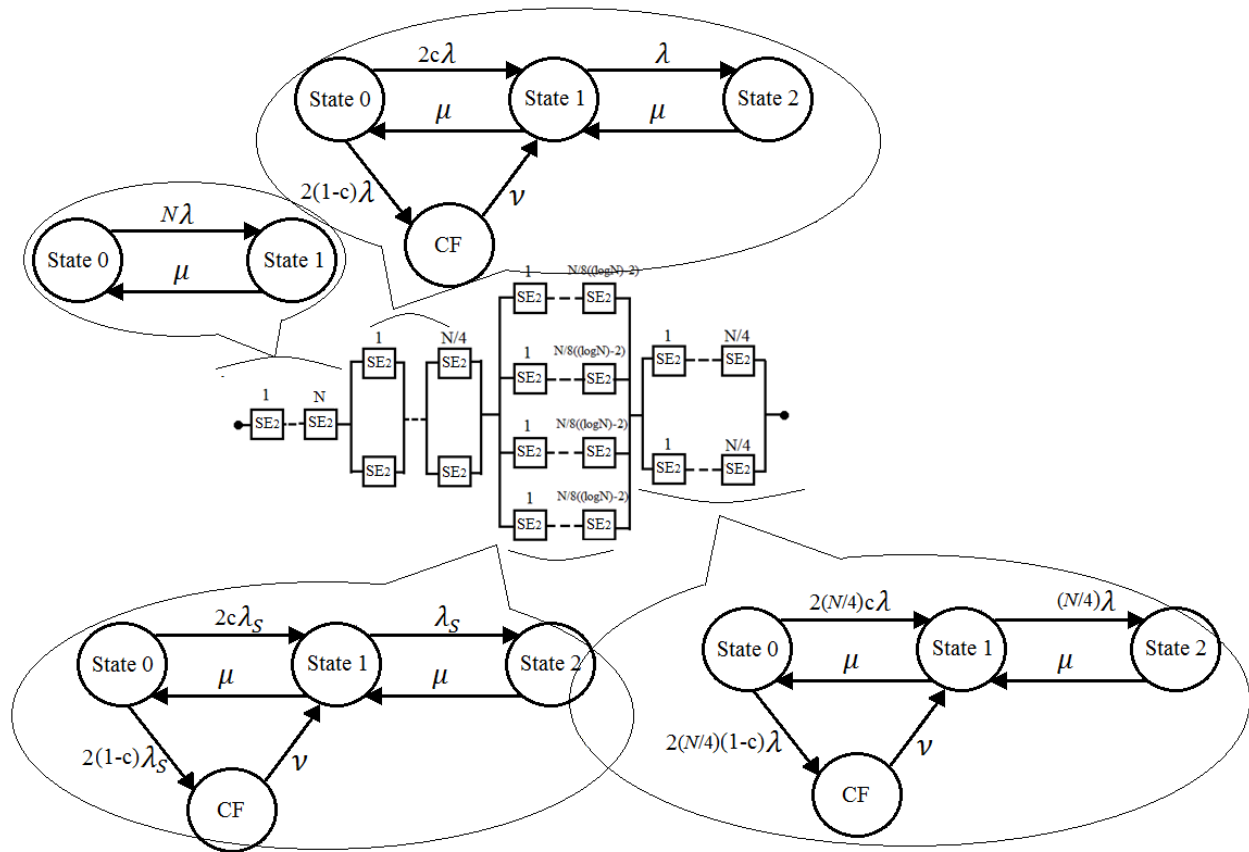 2cλ λ
State 0 State 1 State 2
μ μ
2(1-c)λ ν
CF
Nλ
State 0 State 1
μ
1 N/8((logN)-2)
SE2 SE2
1 N/4
SE2 SE2
1 N/8((logN)-2)
SE2 SE2
1 N/4
SE2 SE2
1 N
SE2 SE2
1 N/8((logN)-2)
SE2 SE2
SE2 SE2
1 N/4
SE2 SE2
1 N/8((logN)-2)
SE2 SE2
2cλS λS
State 0 State 1 State 2
μ μ
2(1-c)λS ν
CF
2(N/4)cλ (N/4)λ
State 0 State 1 State 2
μ μ
2(N/4)(1-c)λ ν
CF